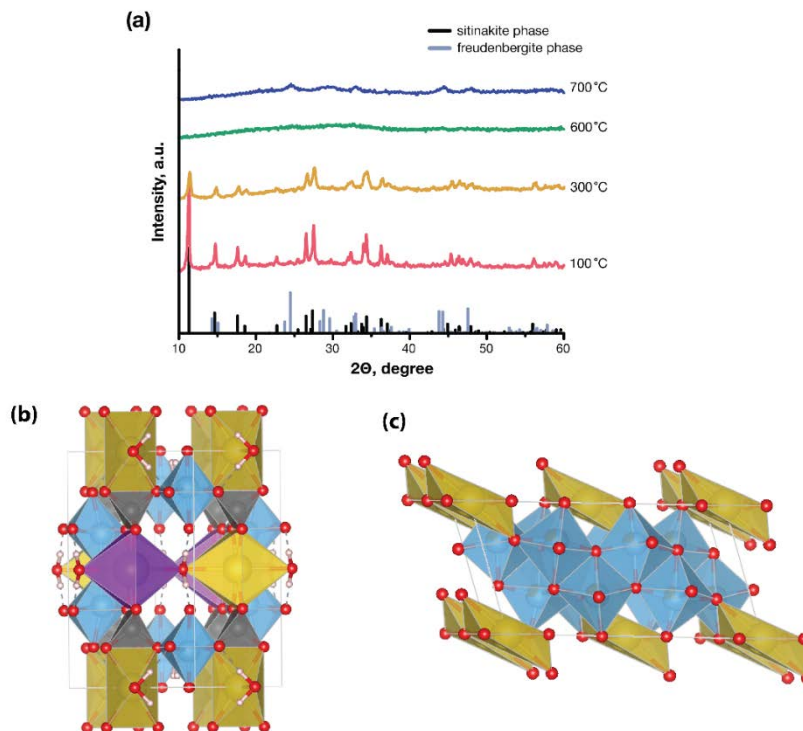 (a)
sitinakite phase
freudenbergite phase
700 °C
600 °C
300 °C
100 °C
Intensity, a.u.
10 20 30 40 50 60
2Θ, degree
(b)
(c)